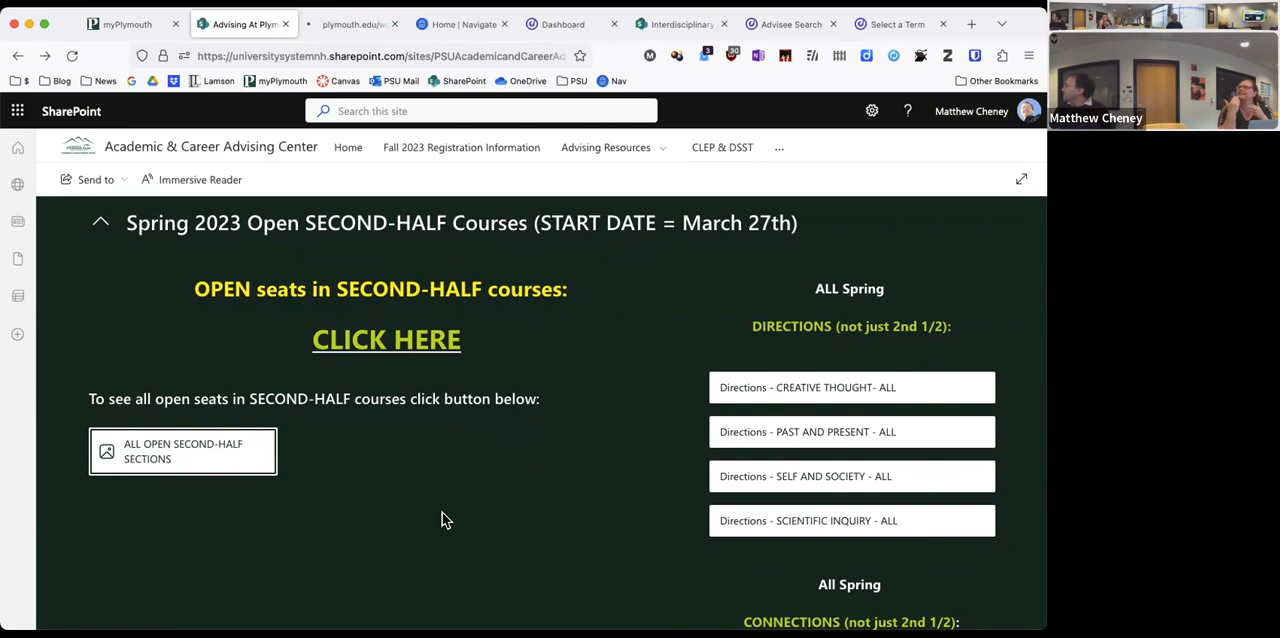 myPlymouth
Advising At Plym
plymouth.edu/w
Home | Navigate
Dashboard
Interdisciplinary
Advisee Search
Select a Term
https://universitysystemnh.sharepoint.com/sites/PSUAcademicandCareerAd
3
30
$
Blog
News
Lamson
myPlymouth
Canvas
PSU Mail
SharePoint
OneDrive
PSU
Nav
Other Bookmarks
SharePoint
Search this site
Matthew Cheney
Academic & Career Advising Center
Home
Fall 2023 Registration Information
Advising Resources
CLEP & DSST
...
Send to
Immersive Reader
Spring 2023 Open SECOND-HALF Courses (START DATE = March 27th)
OPEN seats in SECOND-HALF courses:
CLICK HERE
To see all open seats in SECOND-HALF courses click button below:
ALL OPEN SECOND-HALF
SECTIONS
ALL Spring
DIRECTIONS (not just 2nd 1/2):
Directions - CREATIVE THOUGHT- ALL
Directions - PAST AND PRESENT - ALL
Directions - SELF AND SOCIETY - ALL
Directions - SCIENTIFIC INQUIRY - ALL
All Spring
CONNECTIONS (not just 2nd 1/2):
Matthew Cheney